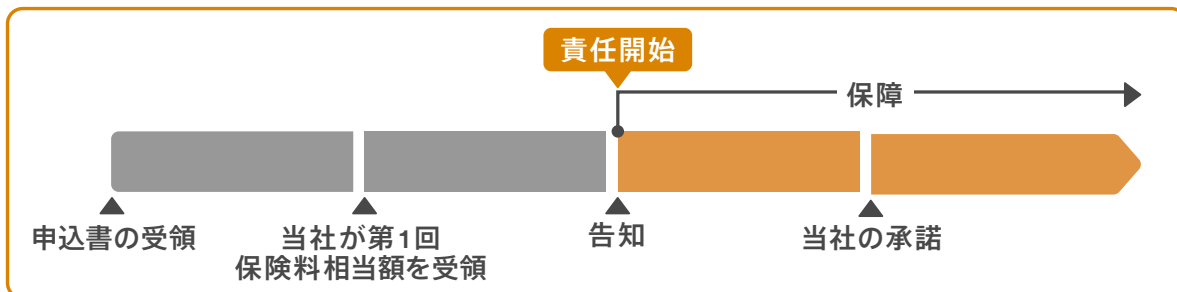 責任開始
保障
申込書の受領
当社が第1回
保険料相当額を受領
告知
当社の承諾